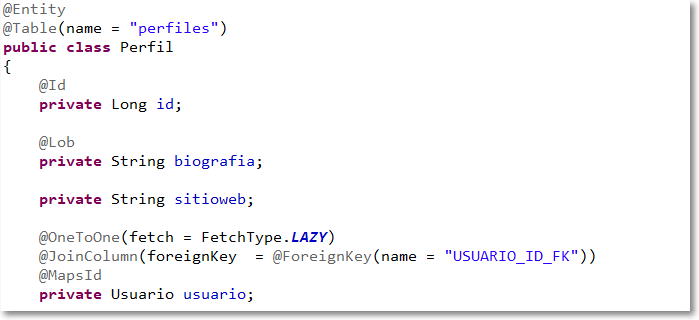 @Entity
@Table(name = "perfiles")
public class Perfil
{
    @Id
    private Long id;

    @Lob
    private String biografia;

    private String sitioweb;

    @OneToOne(fetch = FetchType.LAZY)
    @JoinColumn(foreignKey  = @ForeignKey(name = "USUARIO_ID_FK"))
    @MapsId
    private Usuario usuario;